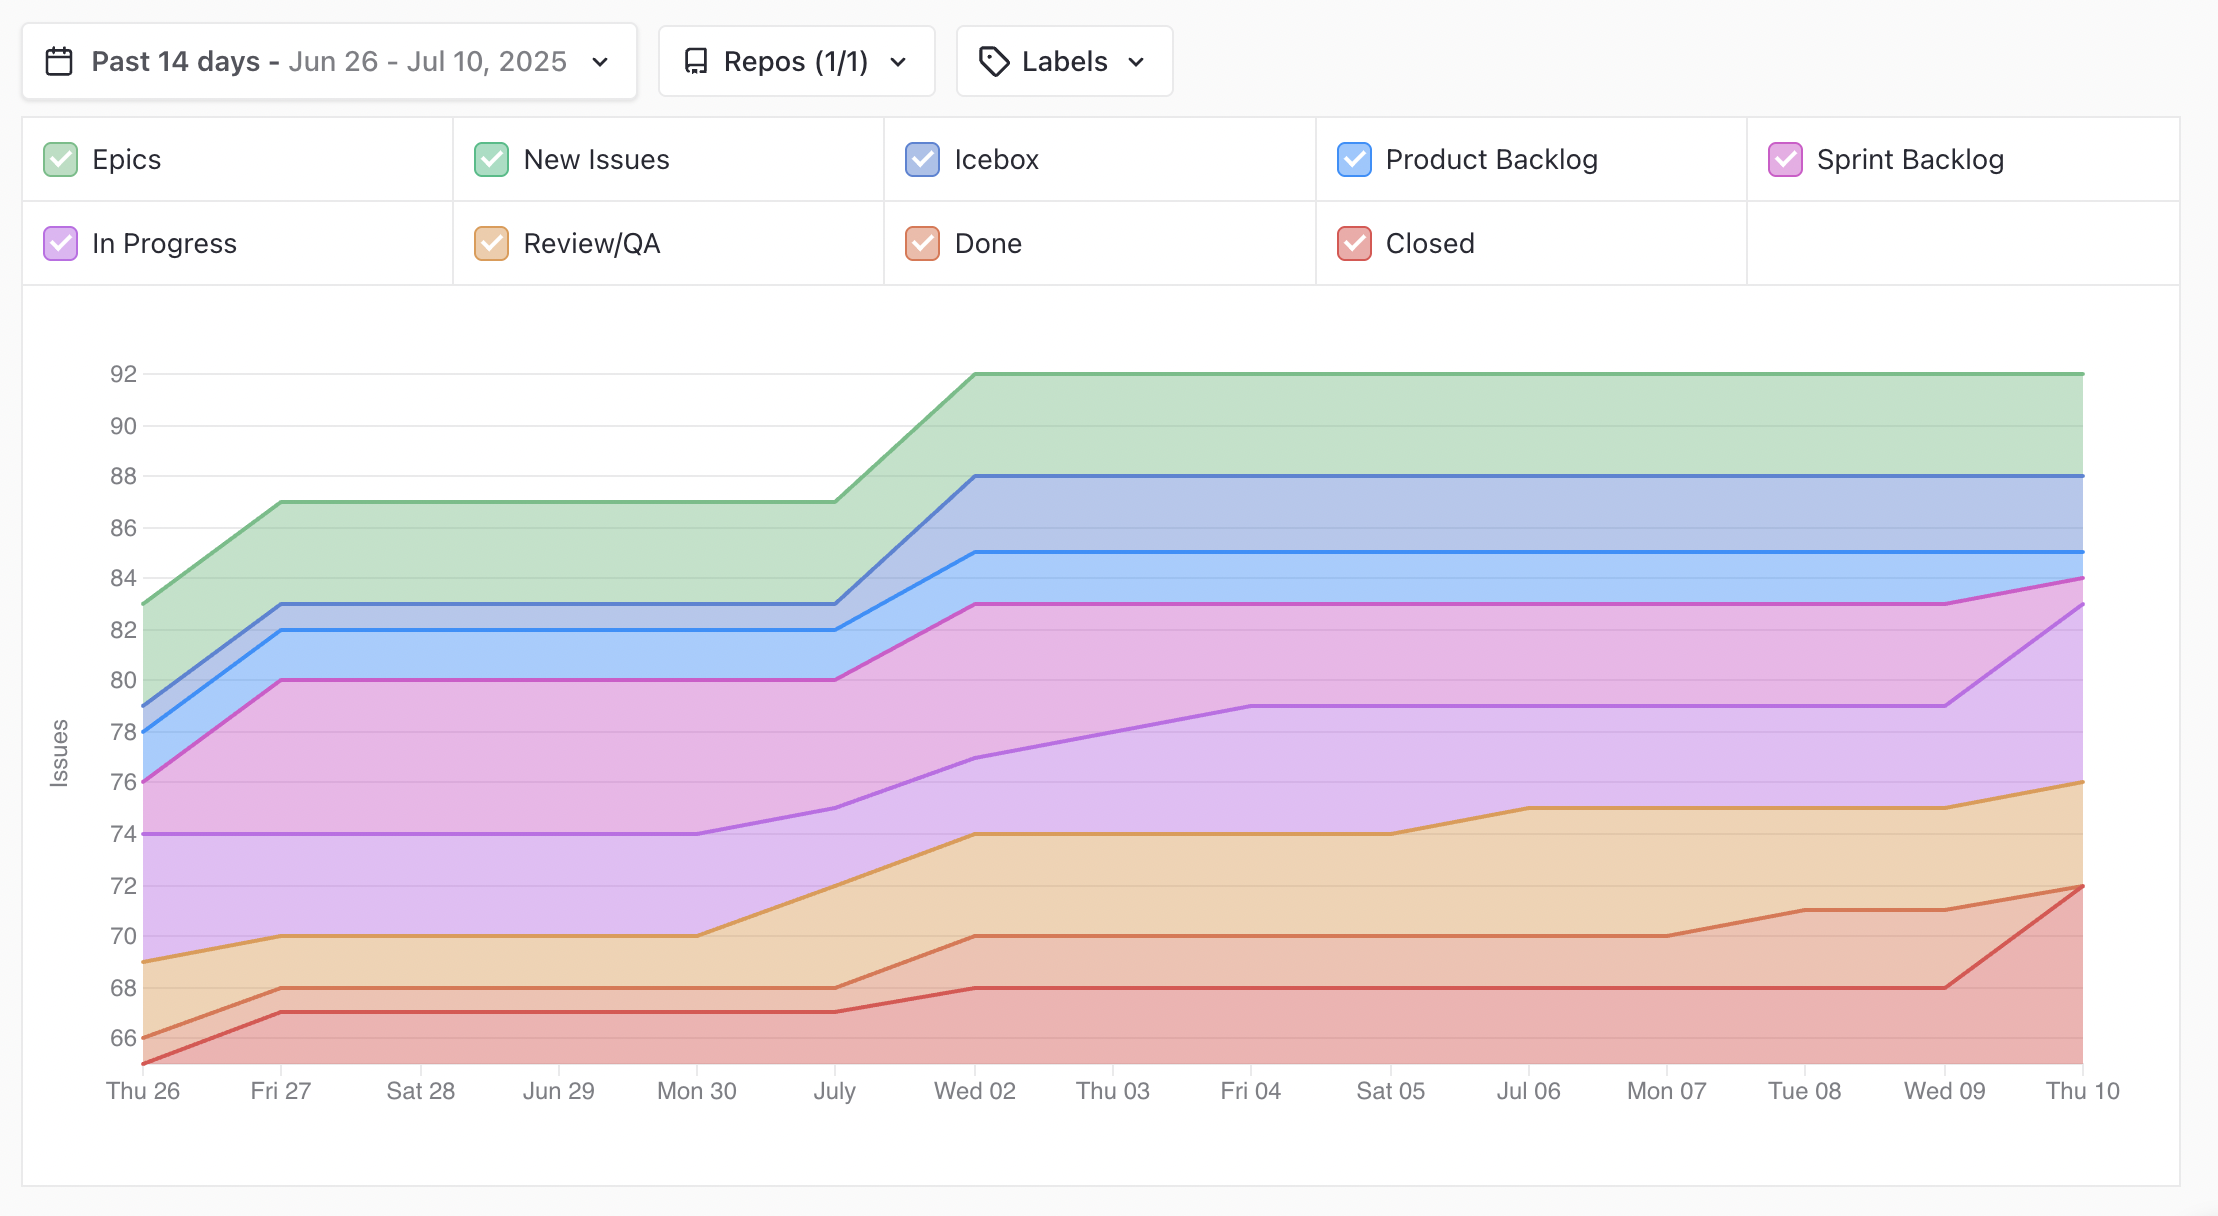 Past 14 days - Jun 26 - Jul 10, 2025 Repos (1/1) Labels
Epics New Issues Icebox Product Backlog Sprint Backlog
In Progress Review/QA Done Closed
92
90
88
86
84
82
80
78
76
74
72
70
68
66
Issues
Thu 26 Fri 27 Sat 28 Jun 29 Mon 30 July Wed 02 Thu 03 Fri 04 Sat 05 Jul 06 Mon 07 Tue 08 Wed 09 Thu 10